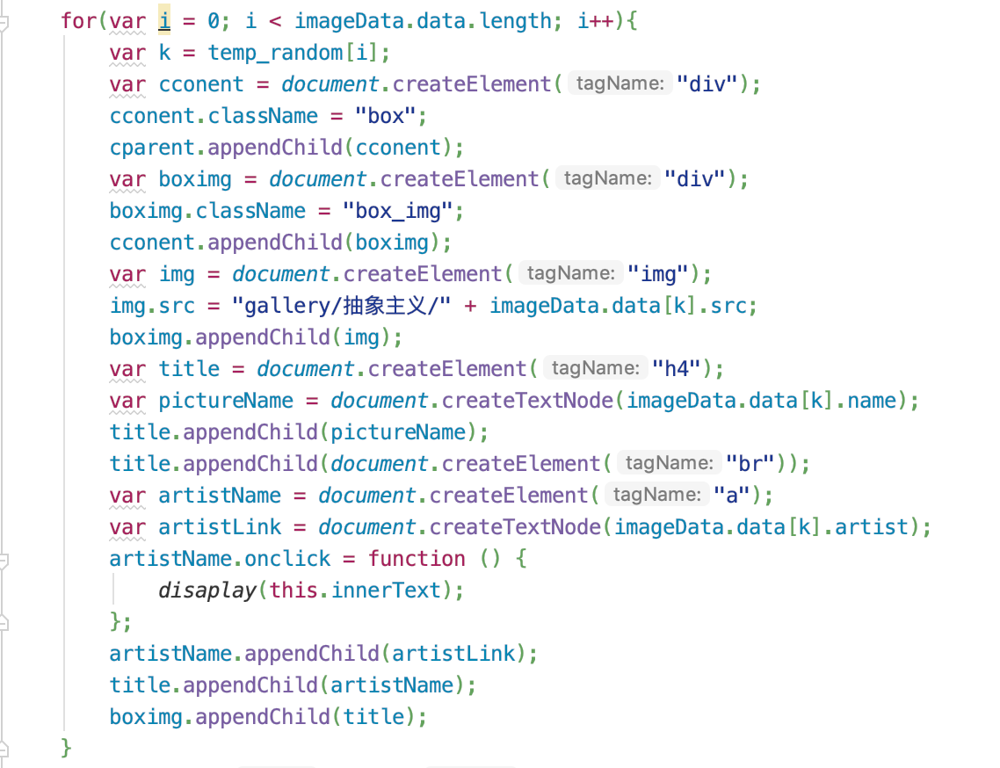 for(var i = 0; i < imageData.data.length; i++){
var k = temp_random[i];
var cconent = document.createElement( tagName: "div");
cconent.className = "box";
cparent.appendChild(cconent);
var boximg = document.createElement( tagName: "div");
boximg.className = "box_img";
cconent.appendChild(boximg);
var img = document.createElement( tagName: "img");
img.src = "gallery/抽象主义/" + imageData.data[k].src;
boximg.appendChild(img);
var title = document.createElement( tagName: "h4");
var pictureName = document.createTextNode(imageData.data[k].name);
title.appendChild(pictureName);
title.appendChild(document.createElement( tagName: "br"));
var artistName = document.createElement( tagName: "a");
var artistLink = document.createTextNode(imageData.data[k].artist);
artistName.onclick = function () {
disaplay(this.innerText);
};
artistName.appendChild(artistLink);
title.appendChild(artistName);
boximg.appendChild(title);
}